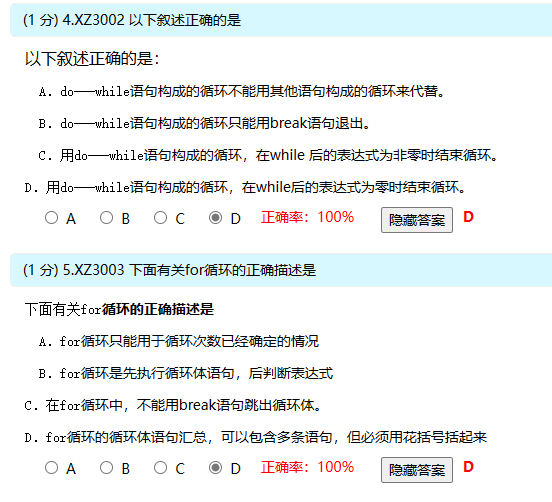 (1 分) 4.XZ3002 以下叙述正确的是
以下叙述正确的是:
A. do——while语句构成的循环不能用其他语句构成的循环来代替。
B. do——while语句构成的循环只能用break语句退出。
C. 用do——while语句构成的循环，在while 后的表达式为非零时结束循环。
D. 用do——while语句构成的循环，在while后的表达式为零时结束循环。
A B C D 正确率：100% 隐藏答案 D
(1 分) 5.XZ3003 下面有关for循环的正确描述是
下面有关for循环的正确描述是
A. for循环只能用于循环次数已经确定的情况
B. for循环是先执行循环体语句，后判断表达式
C. 在for循环中，不能用break语句跳出循环体。
D. for循环的循环体语句汇总，可以包含多条语句，但必须用花括号括起来
A B C D 正确率：100% 隐藏答案 D